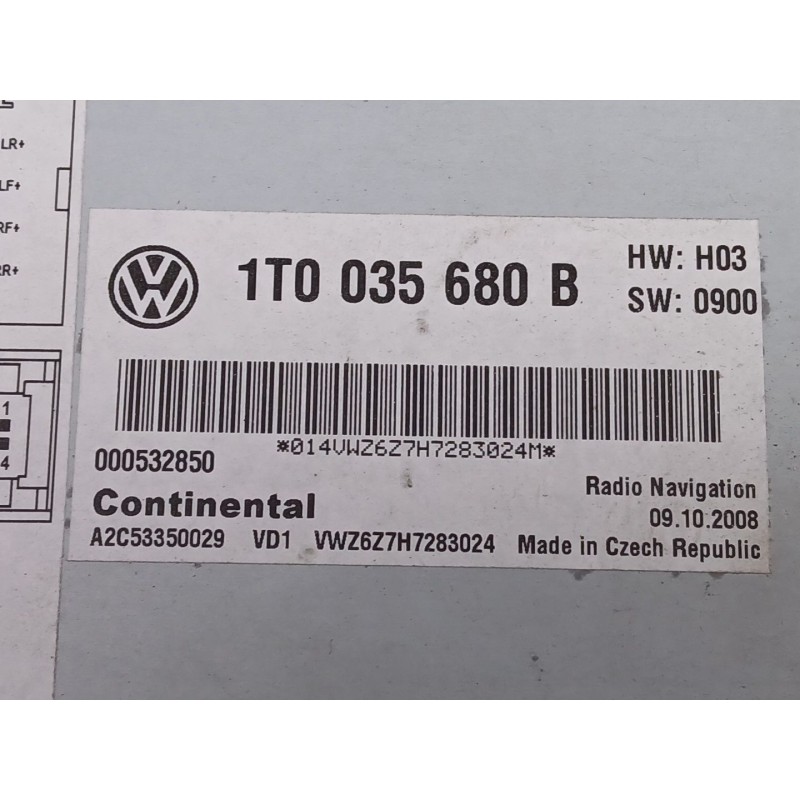 LR+
LF+
RF+
RR+
1
4
1T0 035 680 B
HW: H03
SW: 0900
*014VWZ6Z7H7283024M*
000532850
Radio Navigation
Continental
09.10.2008
A2C53350029 VD1 VWZ6Z7H7283024 Made in Czech Republic